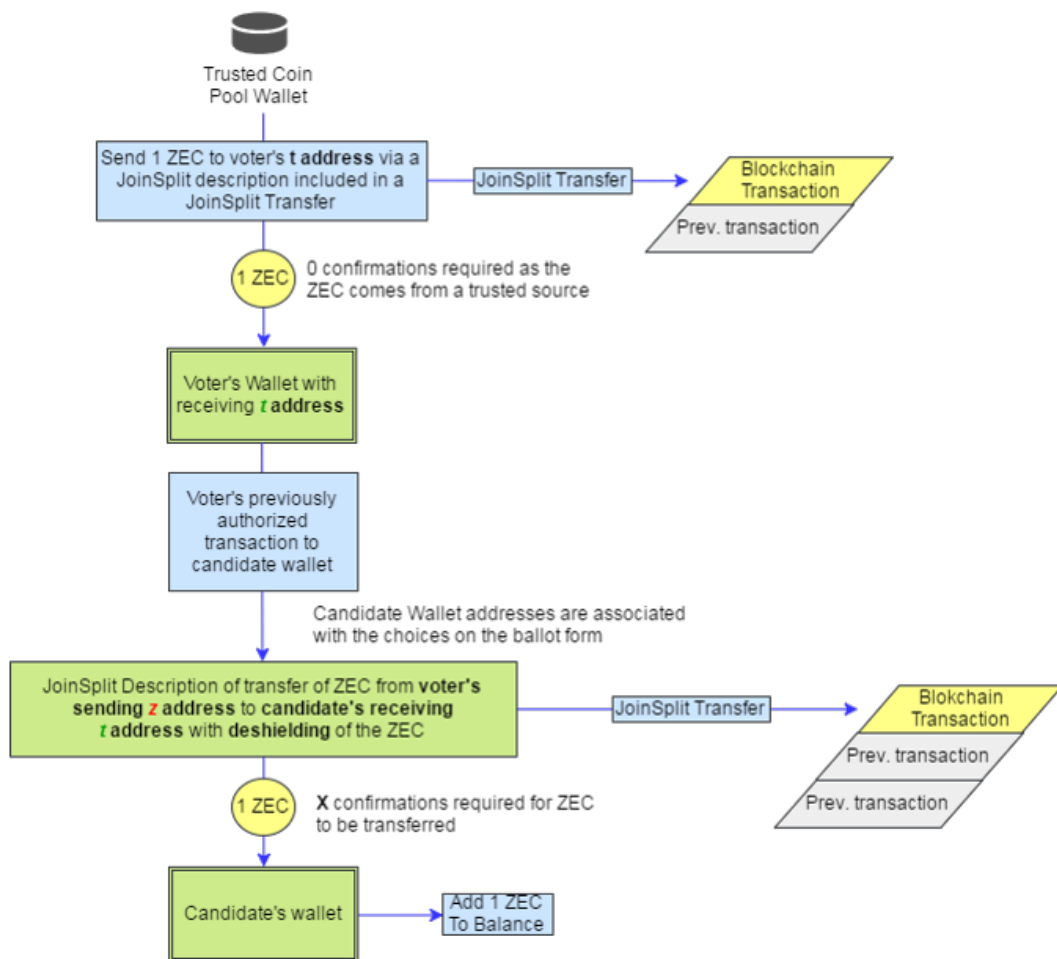 Trusted Coin
Pool Wallet
Send 1 ZEC to voter's t address via a
JoinSplit description included in a
JoinSplit Transfer
JoinSplit Transfer
Blockchain
Transaction
Prev. transaction
1 ZEC
0 confirmations required as the
ZEC comes from a trusted source
Voter's Wallet with
receiving t address
Voter's previously
authorized
transaction to
candidate wallet
Candidate Wallet addresses are associated
with the choices on the ballot form
JoinSplit Description of transfer of ZEC from voter's
sending z address to candidate's receiving
t address with deshielding of the ZEC
JoinSplit Transfer
Blokchain
Transaction
Prev. transaction
Prev. transaction
1 ZEC
X confirmations required for ZEC
to be transferred
Candidate's wallet
Add 1 ZEC
To Balance